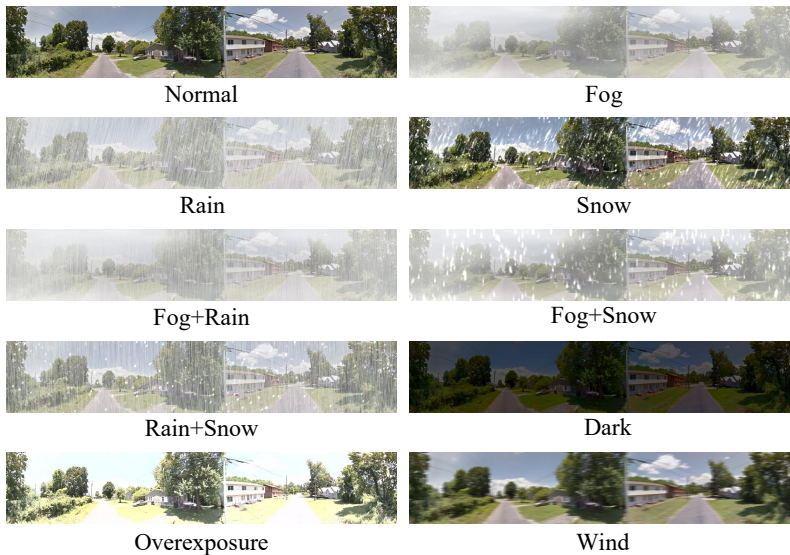 Normal
Fog
Rain
Snow
Fog+Rain
Fog+Snow
Rain+Snow
Dark
Overexposure
Wind